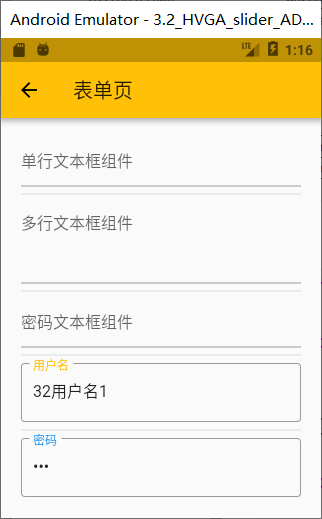 Android Emulator - 3.2_HVGA_slider_AD...
LTE 1:16
表单页
单行文本框组件
多行文本框组件
密码文本框组件
用户名
32用户名1
密码
•••